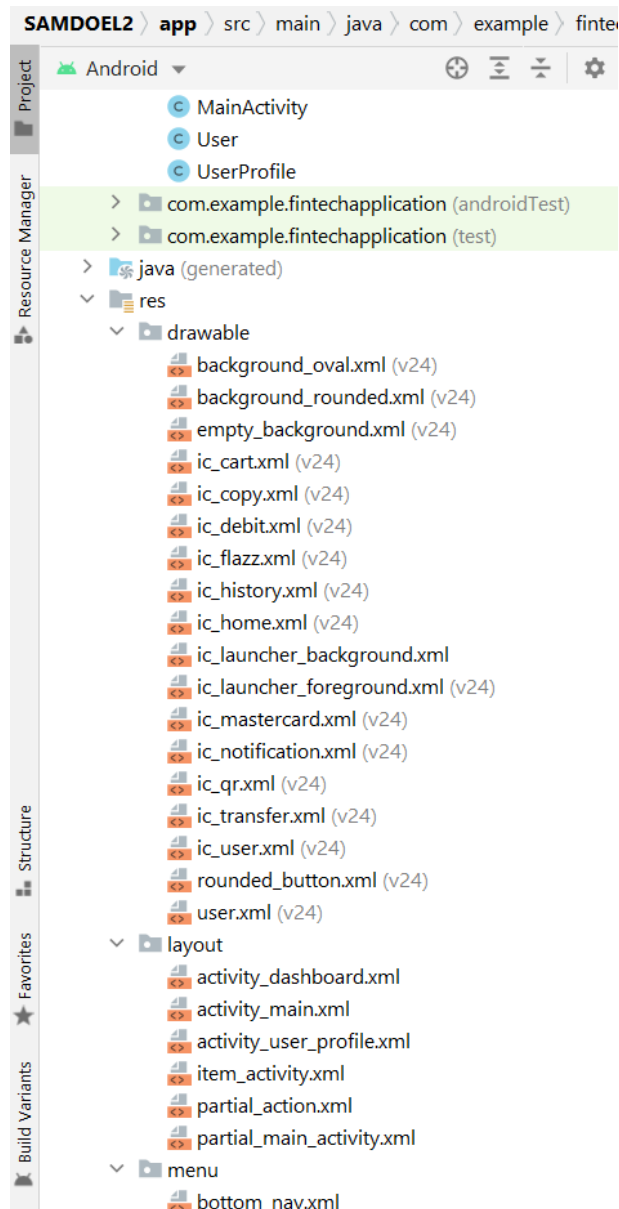 SAMDOEL2 〉 app 〉 src 〉 main 〉 java 〉 com 〉 example 〉 fintec
Project
Android
MainActivity
User
UserProfile
com.example.fintechapplication (androidTest)
com.example.fintechapplication (test)
Resource Manager
java (generated)
res
drawable
background_oval.xml (v24)
background_rounded.xml (v24)
empty_background.xml (v24)
ic_cart.xml (v24)
ic_copy.xml (v24)
ic_debit.xml (v24)
ic_flazz.xml (v24)
ic_history.xml (v24)
ic_home.xml (v24)
ic_launcher_background.xml
ic_launcher_foreground.xml (v24)
ic_mastercard.xml (v24)
ic_notification.xml (v24)
ic_qr.xml (v24)
ic_transfer.xml (v24)
Structure
ic_user.xml (v24)
rounded_button.xml (v24)
user.xml (v24)
Favorites
layout
activity_dashboard.xml
activity_main.xml
activity_user_profile.xml
item_activity.xml
Build Variants
partial_action.xml
partial_main_activity.xml
menu
bottom_nav.xml